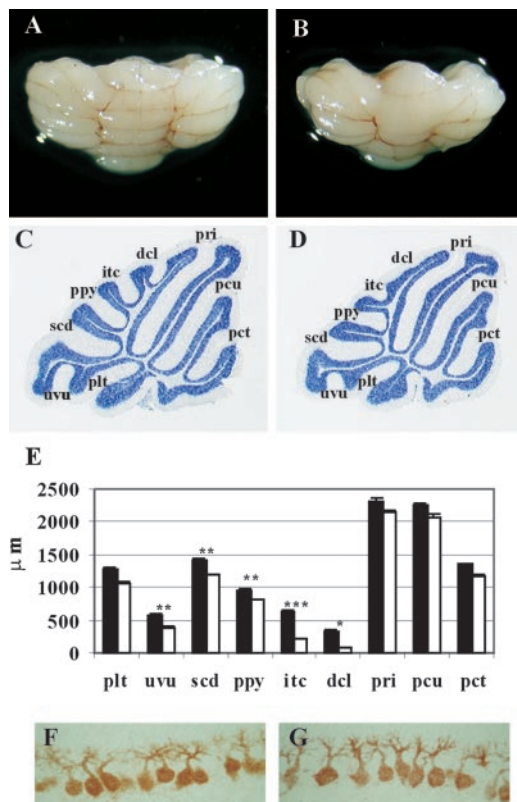 A
B
C
D
pri
pri
dcl
dcl
itc
itc
ppy
ppy
pcu
pcu
scd
scd
pct
pct
plt
plt
uvu
uvu
E
2500
2000
1500
1000
500
0
μm
**
**
**
***
*
plt uvu scd ppy itc dcl pri pcu pct
F
G